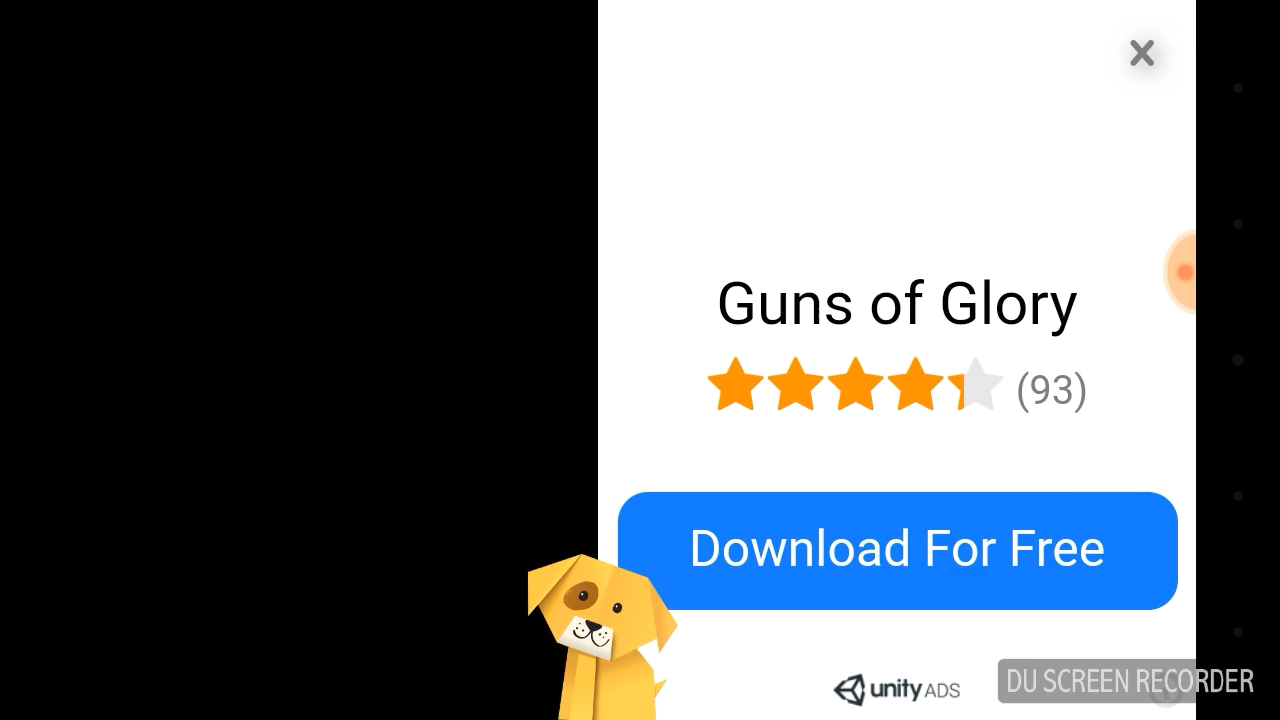 Guns of Glory
(93)
Download For Free
unity ADS
DU SCREEN RECORDER